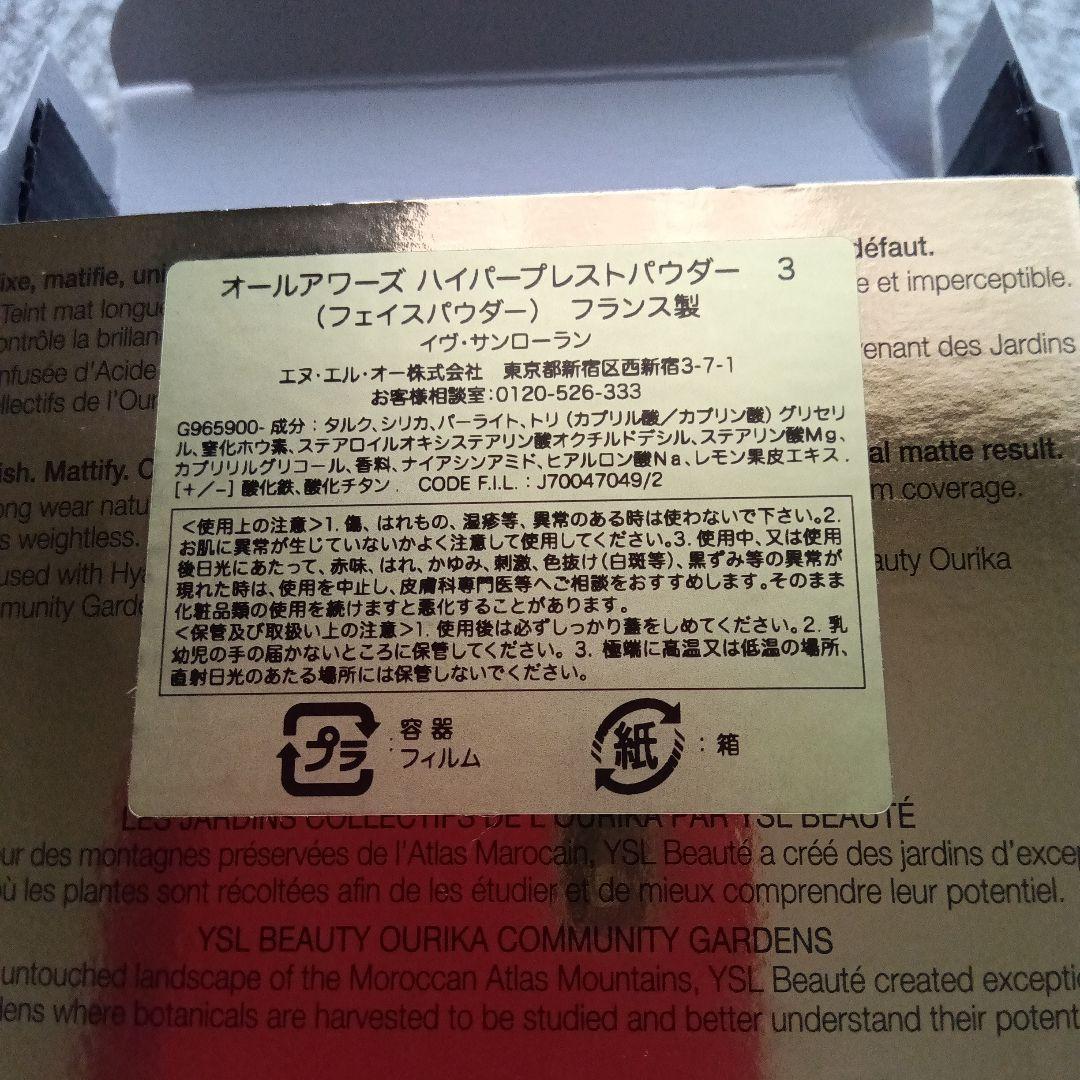 ixe, matifie, uni
défaut.
Teint mat longu
e et imperceptible.
ontrôle la brillan
enant des Jardins
nfusée d'Acide
llectifs de l'Our
オールアワーズ ハイパープレストパウダー 3
(フェイスパウダー) フランス製
イヴ・サンローラン
エヌ・エル・オー株式会社 東京都新宿区西新宿3-7-1
お客様相談室:0120-526-333
G965900- 成分:タルク、シリカ、パーライト、トリ(カプリル酸/カプリン酸)グリセリ
ル、窒化ホウ素、ステアロイルオキシステアリン酸オクチルドデシル、ステアリン酸Mg、
カプリリルグリコール、香料、ナイアシンアミド、ヒアルロン酸Na、レモン果皮エキス.
[+/-]酸化鉄、酸化チタン. CODE F.I.L.:J70047049/2
<使用上の注意>1. 傷、はれもの、湿疹等、異常のある時は使わないで下さい。2.
お肌に異常が生じていないかよく注意して使用してください。3. 使用中、又は使用
後日光にあたって、赤味、はれ、かゆみ、刺激、色抜け(白斑等)、黒ずみ等の異常が
現れた時は、使用を中止し、皮膚科専門医等へご相談をおすすめします。そのまま
化粧品類の使用を続けますと悪化することがあります。
<保管及び取扱い上の注意>1. 使用後は必ずしっかり蓋をしめてください。2. 乳
幼児の手の届かないところに保管してください。3. 極端に高温又は低温の場所、
直射日光のあたる場所には保管しないでください。
プラ :容器
フィルム
紙 :箱
ish. Mattify. C
al matte result.
ong wear natu
m coverage.
s weightless.
used with Hy
auty Ourika
mmunity Garde
LES JARDINS COLLECTIFS DE L'OURIKA PAR YSL BEAUTÉ
ur des montagnes préservées de l'Atlas Marocain, YSL Beauté a créé des jardins d'excep
où les plantes sont récoltées afin de les étudier et de mieux comprendre leur potentiel.
YSL BEAUTY OURIKA COMMUNITY GARDENS
untouched landscape of the Moroccan Atlas Mountains, YSL Beauté created exceptio
dens where botanicals are harvested to be studied and better understand their potent